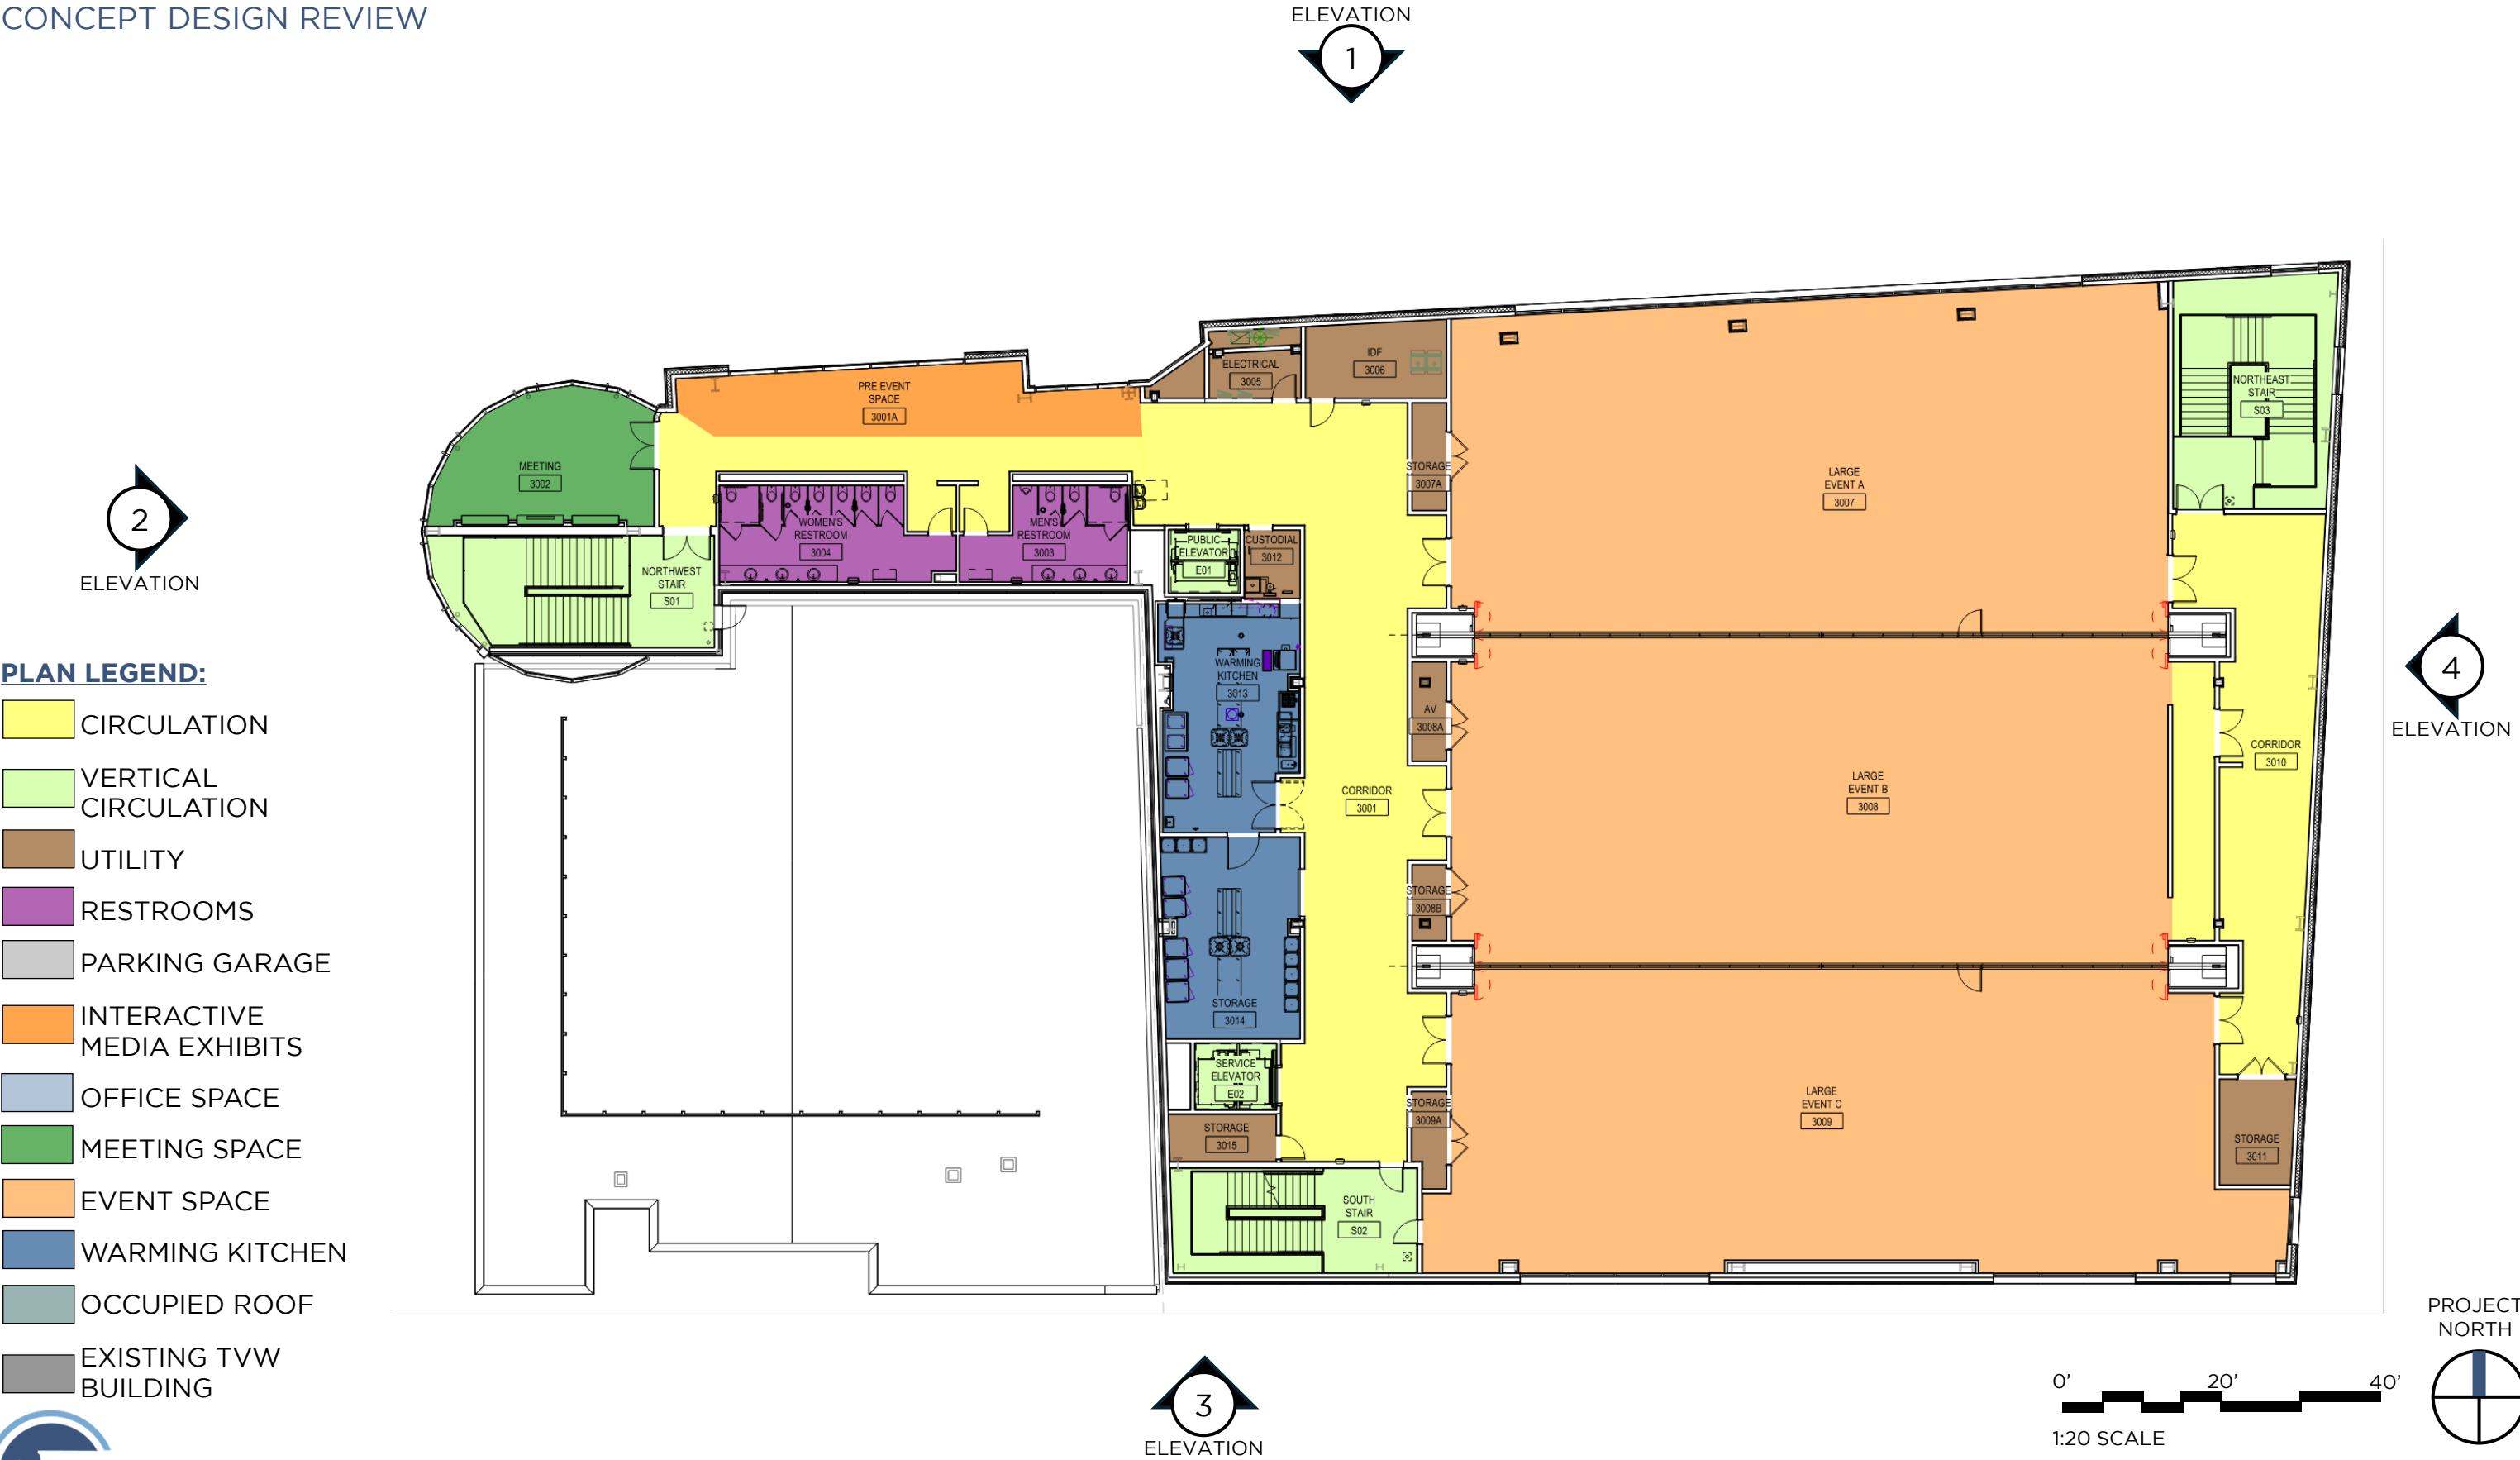 CONCEPT DESIGN REVIEW
ELEVATION
1
2
ELEVATION
4
ELEVATION
3
ELEVATION
PRE EVENT
SPACE
3001A
MEETING
3002
NORTHWEST
STAIR
S01
WOMEN'S
RESTROOM
3004
MEN'S
RESTROOM
3003
ELECTRICAL
3005
IDF
3006
PUBLIC
ELEVATOR
E01
CUSTODIAL
3012
STORAGE
3007A
LARGE
EVENT A
3007
NORTHEAST
STAIR
S03
WARMING
KITCHEN
3013
AV
3008A
CORRIDOR
3001
LARGE
EVENT B
3008
CORRIDOR
3010
STORAGE
3008B
STORAGE
3014
SERVICE
ELEVATOR
E02
STORAGE
3009A
LARGE
EVENT C
3009
STORAGE
3015
STORAGE
3011
SOUTH
STAIR
S02
PLAN LEGEND:
CIRCULATION
VERTICAL
CIRCULATION
UTILITY
RESTROOMS
PARKING GARAGE
INTERACTIVE
MEDIA EXHIBITS
OFFICE SPACE
MEETING SPACE
EVENT SPACE
WARMING KITCHEN
OCCUPIED ROOF
EXISTING TVW
BUILDING
0' 20' 40'
1:20 SCALE
PROJECT
NORTH